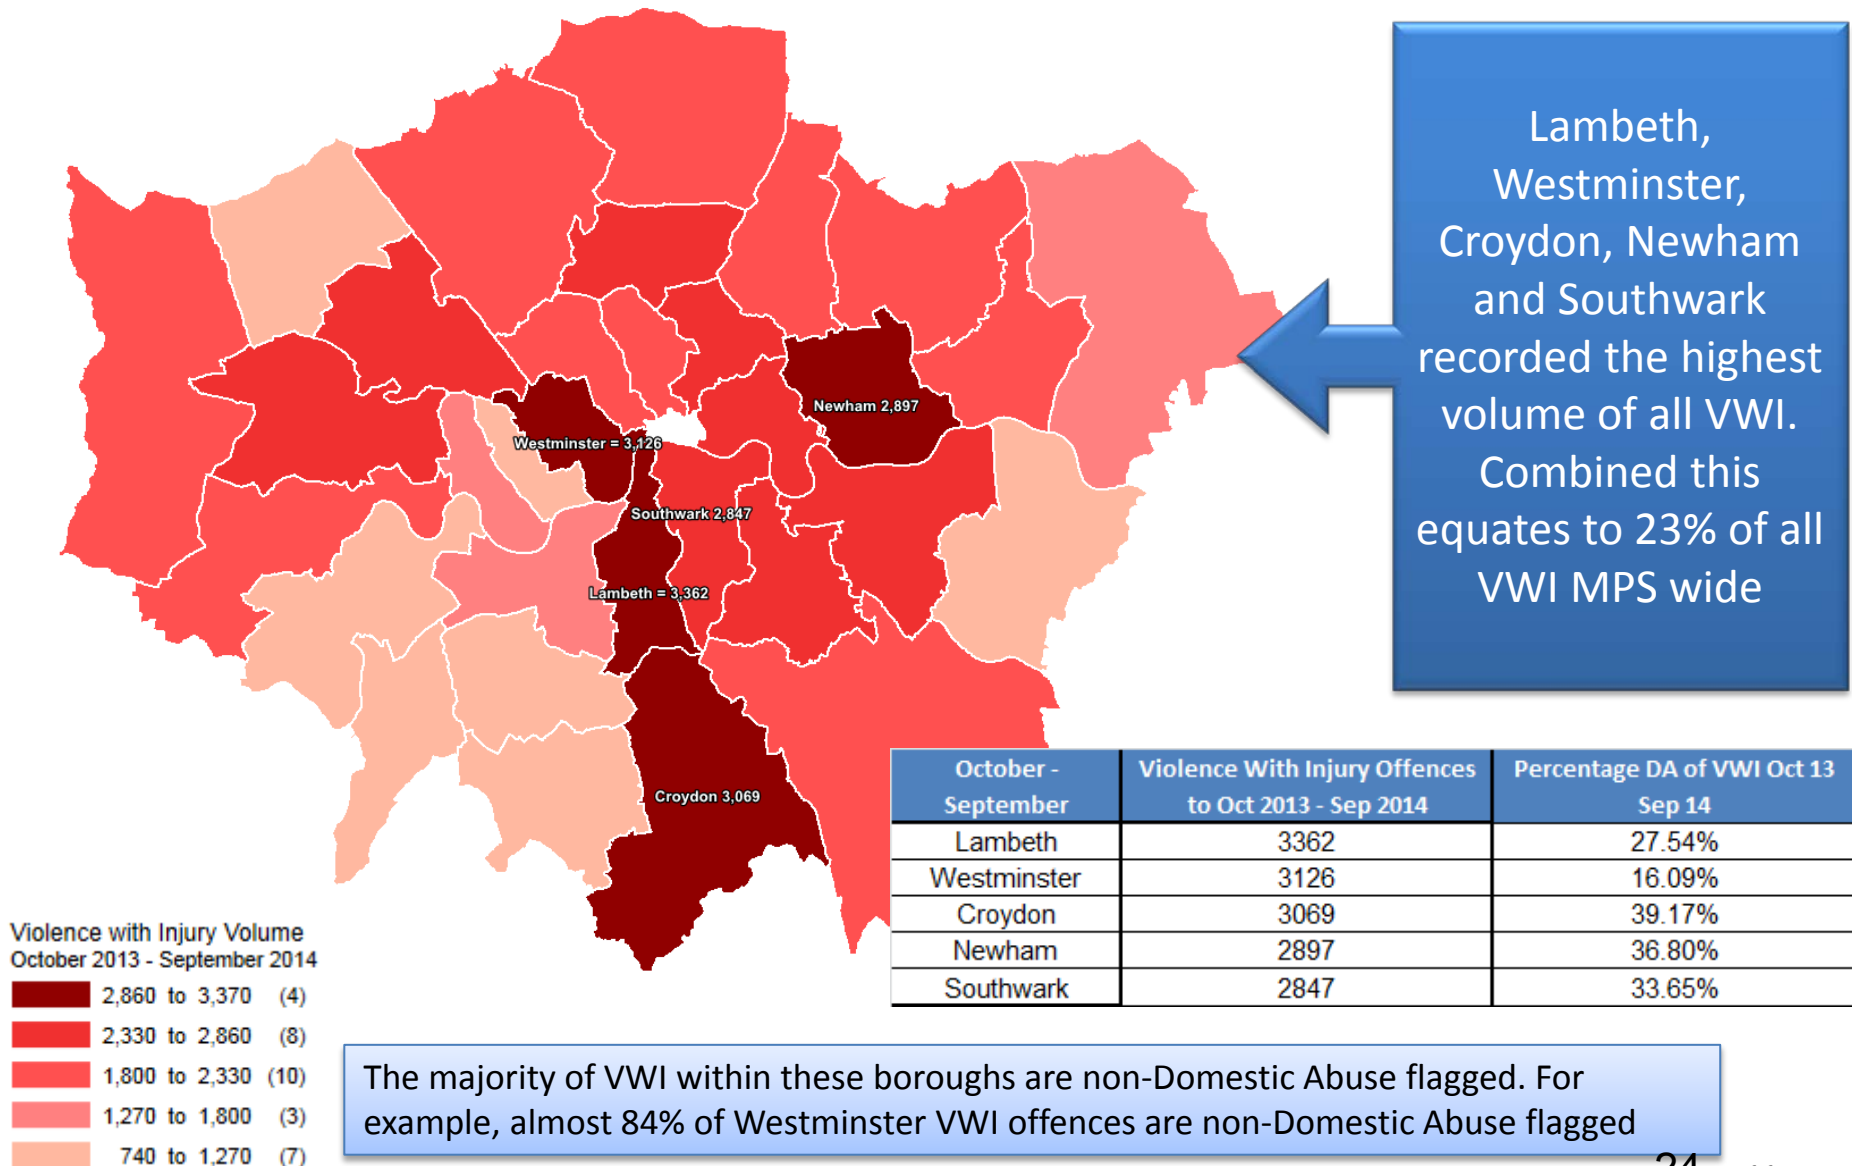 Lambeth,
Westminster,
Croydon, Newham
and Southwark
recorded the highest
volume of all VWI.
Combined this
equates to 23% of all
VWI MPS wide
Newham 2,897
Westminster = 3,126
Southwark 2,847
Lambeth = 3,362
Croydon 3,069
October - September Violence With Injury Offences to Oct 2013 - Sep 2014 Percentage DA of VWI Oct 13 Sep 14
Lambeth 3362 27.54%
Westminster 3126 16.09%
Croydon 3069 39.17%
Newham 2897 36.80%
Southwark 2847 33.65%
Violence with Injury Volume
October 2013 - September 2014
2,860 to 3,370 (4)
2,330 to 2,860 (8)
1,800 to 2,330 (10)
1,270 to 1,800 (3)
740 to 1,270 (7)
The majority of VWI within these boroughs are non-Domestic Abuse flagged. For
example, almost 84% of Westminster VWI offences are non-Domestic Abuse flagged
24